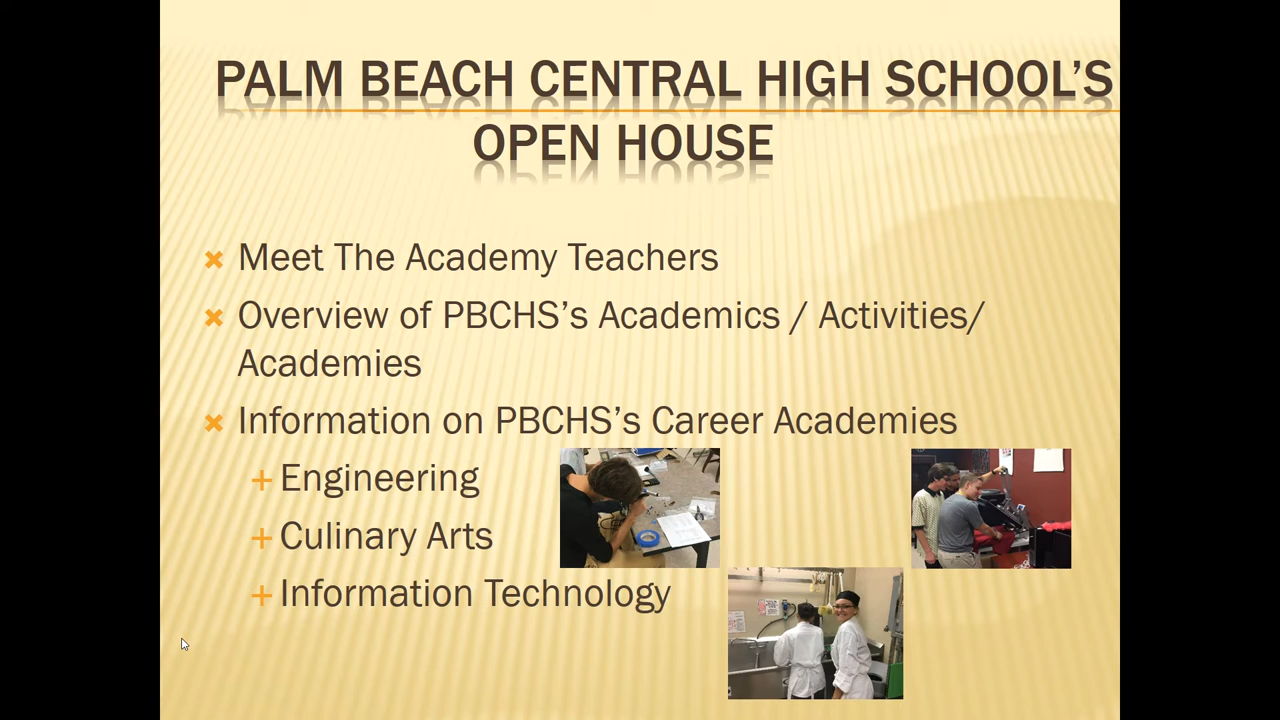 PALM BEACH CENTRAL HIGH SCHOOL’S
OPEN HOUSE
Meet The Academy Teachers
Overview of PBCHS’s Academics / Activities/
Academies
Information on PBCHS’s Career Academies
Engineering
Culinary Arts
Information Technology